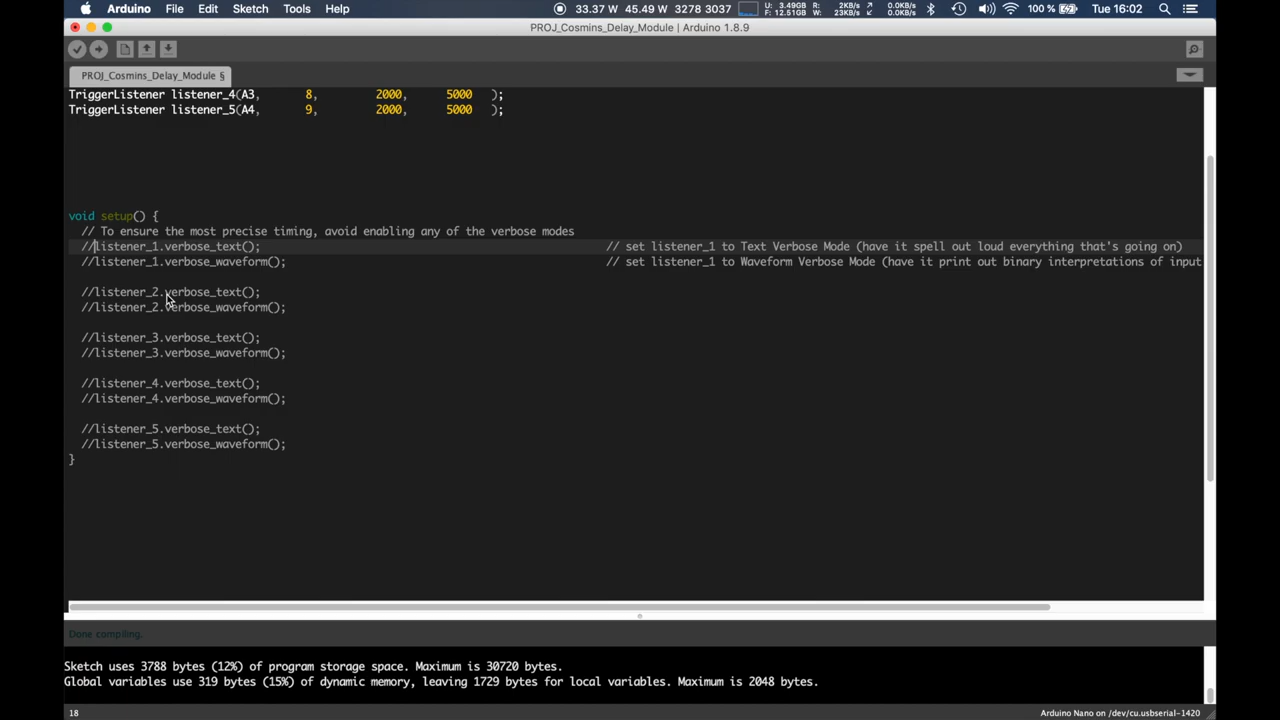 Arduino File Edit Sketch Tools Help 33.37 W 45.49 W 3278 3037 U: 3.49GB F: 12.51GB R: 2KB/s W: 23KB/s 0.0KB/s 0.0KB/s 100 % Tue 16:02
PROJ_Cosmins_Delay_Module | Arduino 1.8.9
PROJ_Cosmins_Delay_Module §
TriggerListener listener_4(A3, 8, 2000, 5000 );
TriggerListener listener_5(A4, 9, 2000, 5000 );
void setup() {
// To ensure the most precise timing, avoid enabling any of the verbose modes
//listener_1.verbose_text(); // set listener_1 to Text Verbose Mode (have it spell out loud everything that's going on)
//listener_1.verbose_waveform(); // set listener_1 to Waveform Verbose Mode (have it print out binary interpretations of input
//listener_2.verbose_text();
//listener_2.verbose_waveform();
//listener_3.verbose_text();
//listener_3.verbose_waveform();
//listener_4.verbose_text();
//listener_4.verbose_waveform();
//listener_5.verbose_text();
//listener_5.verbose_waveform();
}
Done compiling.
Sketch uses 3788 bytes (12%) of program storage space. Maximum is 30720 bytes.
Global variables use 319 bytes (15%) of dynamic memory, leaving 1729 bytes for local variables. Maximum is 2048 bytes.
18 Arduino Nano on /dev/cu.usbserial-1420